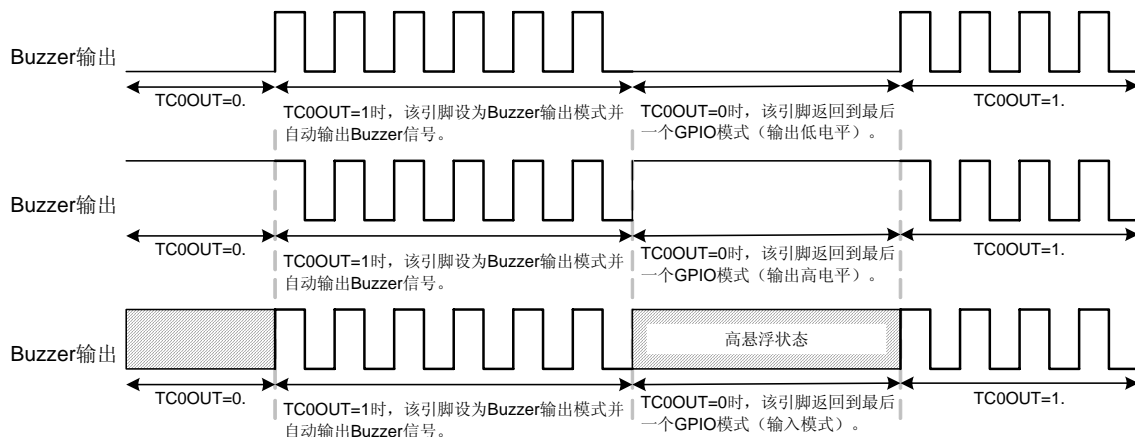 Buzzer输出
TC0OUT=0.
TC0OUT=1时，该引脚设为Buzzer输出模式并
自动输出Buzzer信号。
TC0OUT=0时，该引脚返回到最后
一个GPIO模式（输出低电平）。
TC0OUT=1.
Buzzer输出
TC0OUT=0.
TC0OUT=1时，该引脚设为Buzzer输出模式并
自动输出Buzzer信号。
TC0OUT=0时，该引脚返回到最后
一个GPIO模式（输出高电平）。
TC0OUT=1.
Buzzer输出
高悬浮状态
TC0OUT=0.
TC0OUT=1时，该引脚设为Buzzer输出模式并
自动输出Buzzer信号。
TC0OUT=0时，该引脚返回到最后
一个GPIO模式（输入模式）。
TC0OUT=1.